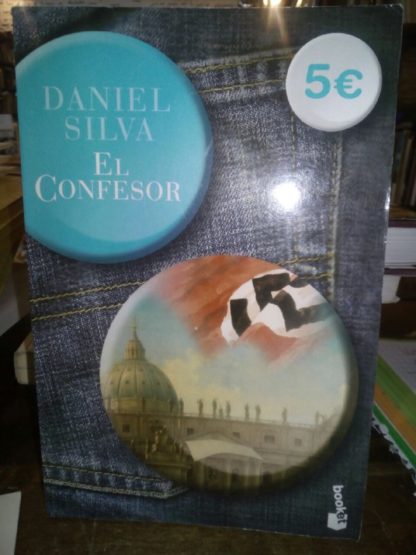 DANIEL
SILVA
EL
CONFESOR
5€
booket